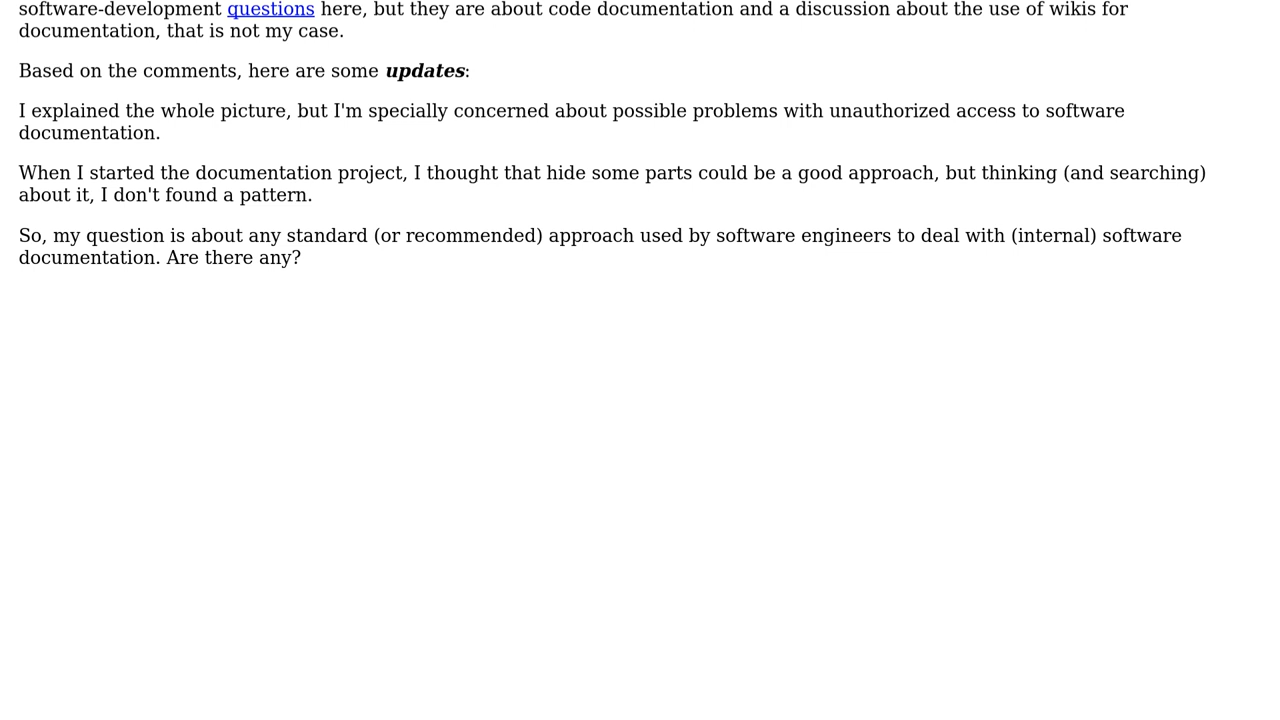 software-development questions here, but they are about code documentation and a discussion about the use of wikis for
documentation, that is not my case.
Based on the comments, here are some updates:
I explained the whole picture, but I'm specially concerned about possible problems with unauthorized access to software
documentation.
When I started the documentation project, I thought that hide some parts could be a good approach, but thinking (and searching)
about it, I don't found a pattern.
So, my question is about any standard (or recommended) approach used by software engineers to deal with (internal) software
documentation. Are there any?